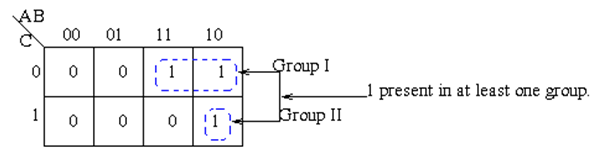 AB
C
00 01 11 10
0 0 0 1 1 Group I
1 present in at least one group.
1 0 0 0 1 Group II